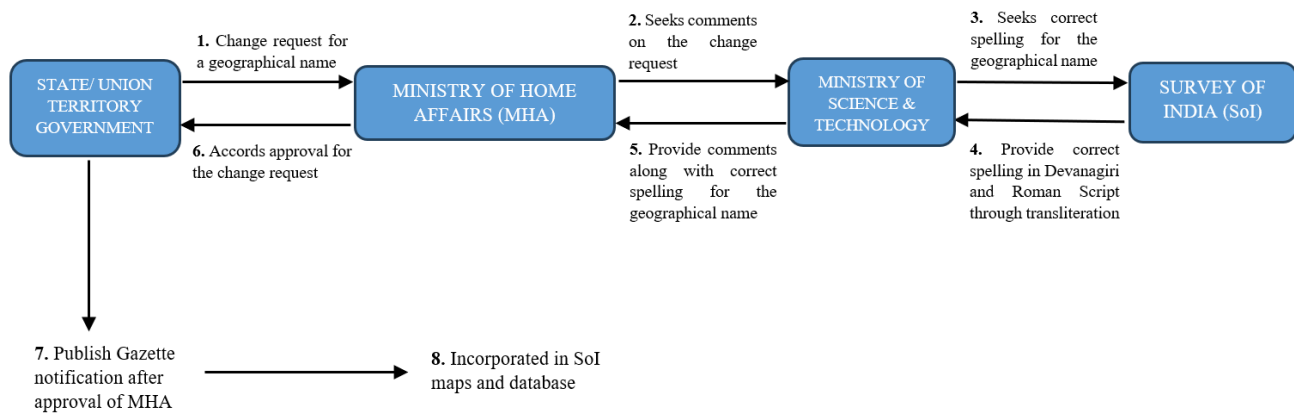 1. Change request for
a geographical name
2. Seeks comments
on the change
request
3. Seeks correct
spelling for the
geographical name
STATE/ UNION
TERRITORY
GOVERNMENT
MINISTRY OF HOME
AFFAIRS (MHA)
MINISTRY OF
SCIENCE &
TECHNOLOGY
SURVEY OF
INDIA (SoI)
6. Accords approval for
the change request
5. Provide comments
along with correct
spelling for the
geographical name
4. Provide correct
spelling in Devanagiri
and Roman Script
through transliteration
7. Publish Gazette
notification after
approval of MHA
8. Incorporated in SoI
maps and database